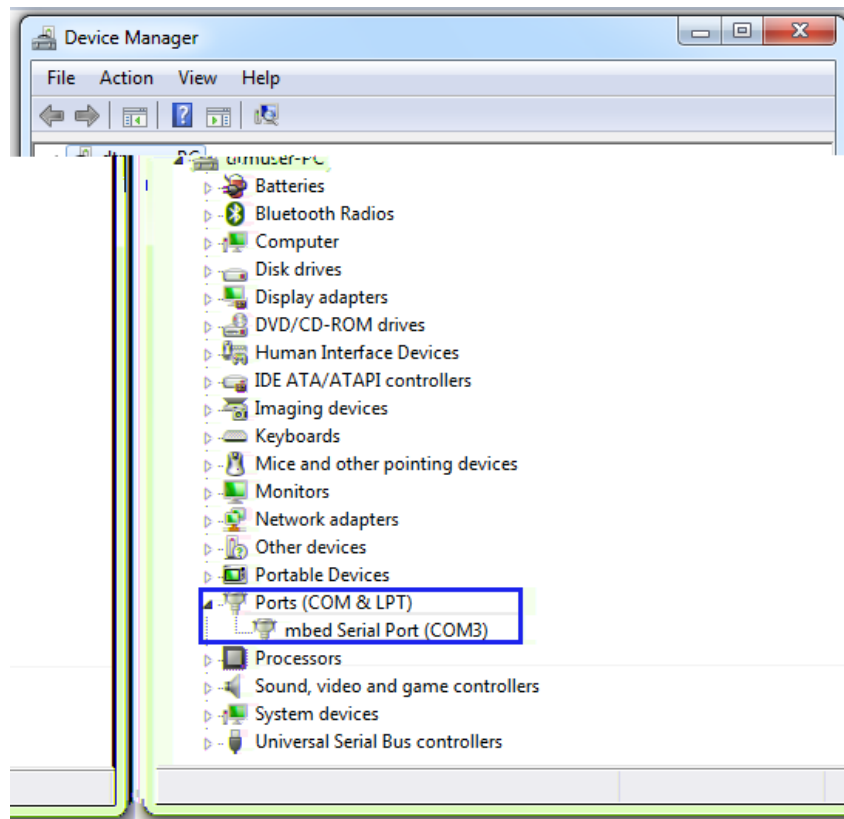 Device Manager
File Action View Help
Batteries
Bluetooth Radios
Computer
Disk drives
Display adapters
DVD/CD-ROM drives
Human Interface Devices
IDE ATA/ATAPI controllers
Imaging devices
Keyboards
Mice and other pointing devices
Monitors
Network adapters
Other devices
Portable Devices
Ports (COM & LPT)
mbed Serial Port (COM3)
Processors
Sound, video and game controllers
System devices
Universal Serial Bus controllers